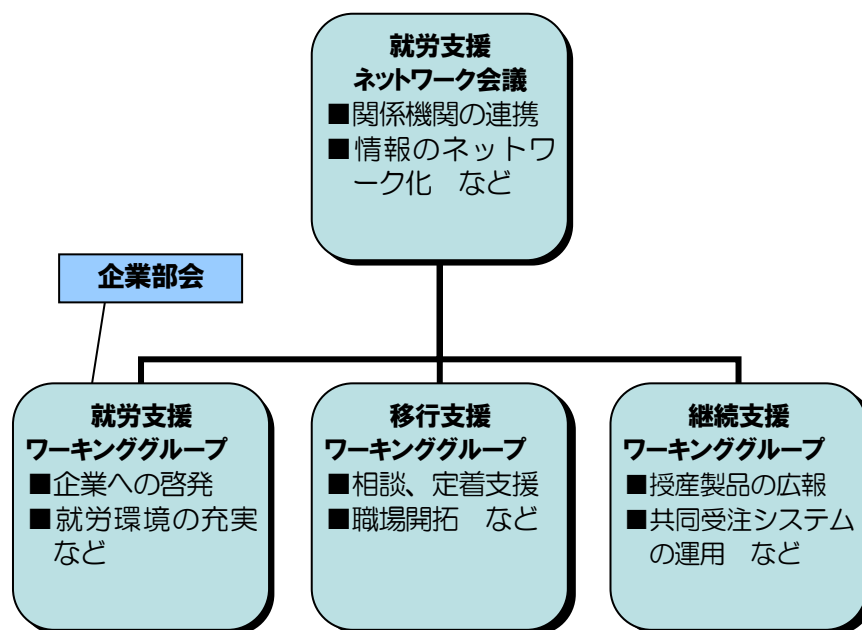 就労支援
ネットワーク会議
■関係機関の連携
■情報のネットワ
ーク化　など
企業部会
就労支援
ワーキンググループ
■企業への啓発
■就労環境の充実
など
移行支援
ワーキンググループ
■相談、定着支援
■職場開拓　など
継続支援
ワーキンググループ
■授産製品の広報
■共同受注システム
の運用　など